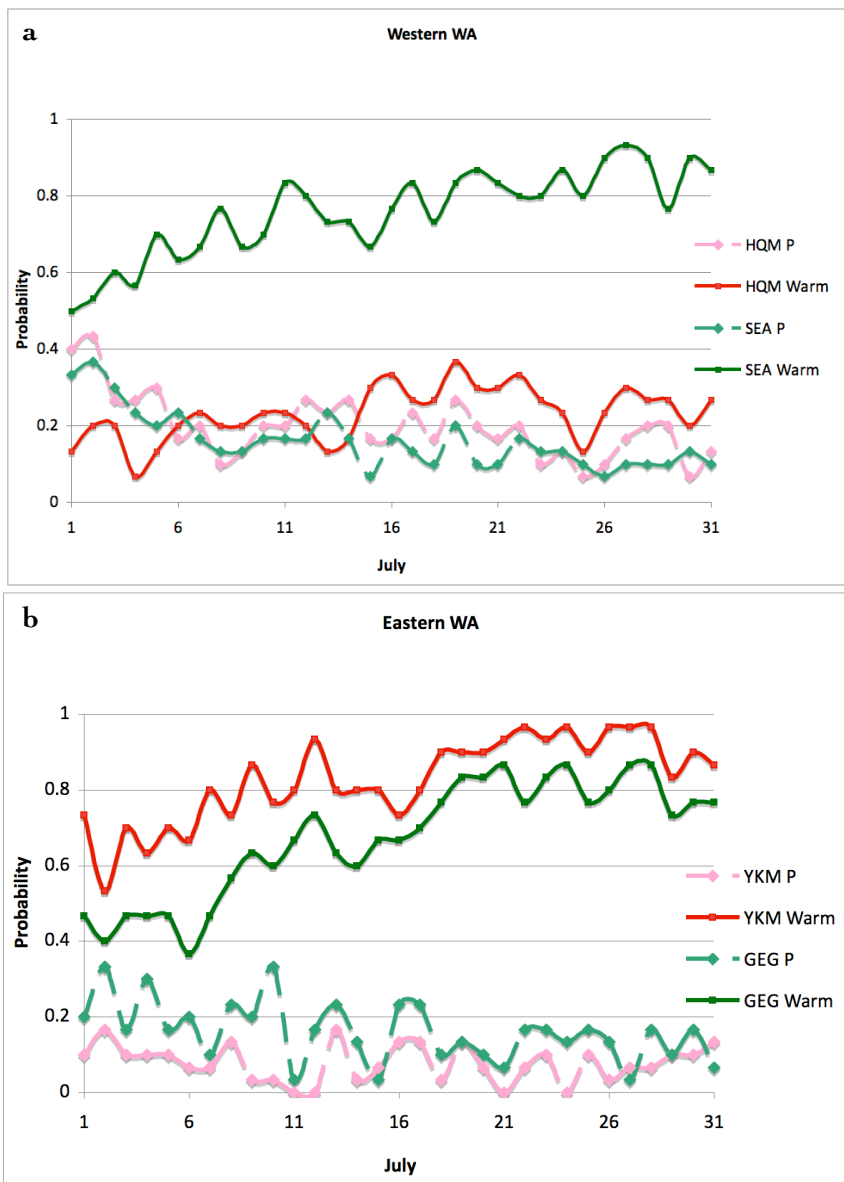 a
Western WA
1
0.8
0.6
0.4
0.2
0
Probability
1 6 11 16 21 26 31
July
HQM P
HQM Warm
SEA P
SEA Warm
b
Eastern WA
1
0.8
0.6
0.4
0.2
0
Probability
1 6 11 16 21 26 31
July
YKM P
YKM Warm
GEG P
GEG Warm